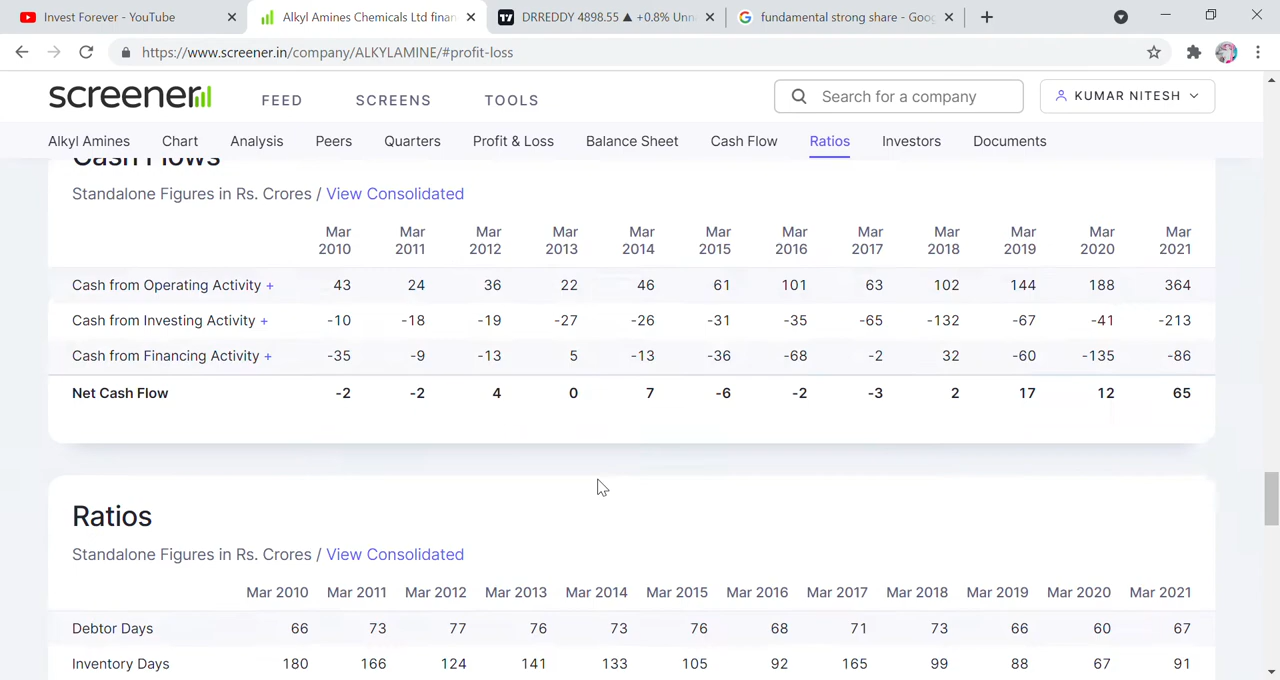 Invest Forever - YouTube
Alkyl Amines Chemicals Ltd finan
DRREDDY 4898.55 ▲ +0.8% Unn
fundamental strong share - Goo
https://www.screener.in/company/ALKYLAMINE/#profit-loss
screener
FEED SCREENS TOOLS
Search for a company
KUMAR NITESH
Alkyl Amines Chart Analysis Peers Quarters Profit & Loss Balance Sheet Cash Flow Ratios Investors Documents
Cash Flows
Standalone Figures in Rs. Crores / View Consolidated
Mar Mar Mar Mar Mar Mar Mar Mar Mar Mar Mar Mar
2010 2011 2012 2013 2014 2015 2016 2017 2018 2019 2020 2021
Cash from Operating Activity + 43 24 36 22 46 61 101 63 102 144 188 364
Cash from Investing Activity + -10 -18 -19 -27 -26 -31 -35 -65 -132 -67 -41 -213
Cash from Financing Activity + -35 -9 -13 5 -13 -36 -68 -2 32 -60 -135 -86
Net Cash Flow -2 -2 4 0 7 -6 -2 -3 2 17 12 65
Ratios
Standalone Figures in Rs. Crores / View Consolidated
Mar 2010 Mar 2011 Mar 2012 Mar 2013 Mar 2014 Mar 2015 Mar 2016 Mar 2017 Mar 2018 Mar 2019 Mar 2020 Mar 2021
Debtor Days 66 73 77 76 73 76 68 71 73 66 60 67
Inventory Days 180 166 124 141 133 105 92 165 99 88 67 91